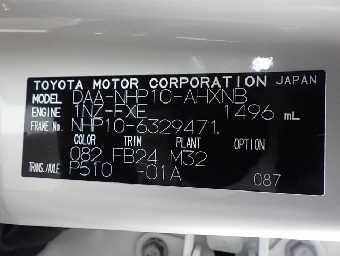 TOYOTA MOTOR CORPORATION JAPAN
MODEL DAA-NHP10-AHXNB
ENGINE 1NZ-FXE 1496 mL
FRAME No. NHP10-6329471.
COLOR TRIM PLANT OPTION
082 FB24 M32
TRANS./AXLE P510 -01A
087